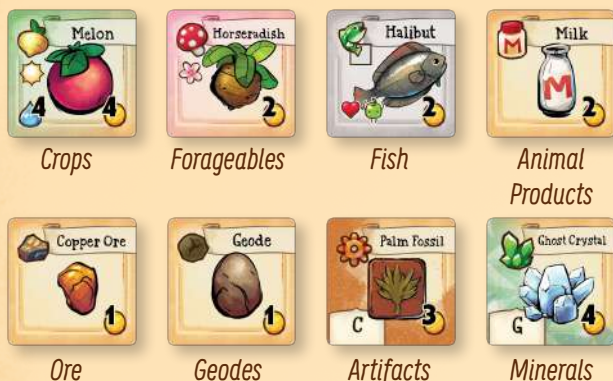 Melon
4
4
Horseradish
2
Halibut
2
M
Milk
M
2
Crops
Forageables
Fish
Animal
Products
Copper Ore
1
Geode
1
Palm Fossil
C
3
Ghost Crystal
G
4
Ore
Geodes
Artifacts
Minerals